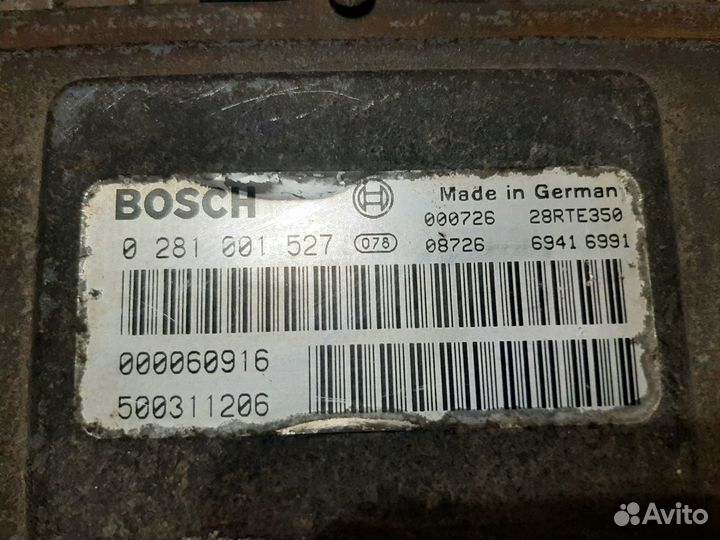 BOSCH
Made in German
000726 28RTE350
0 281 001 527 078 08726 6941 6991
000060916
500311206
Avito